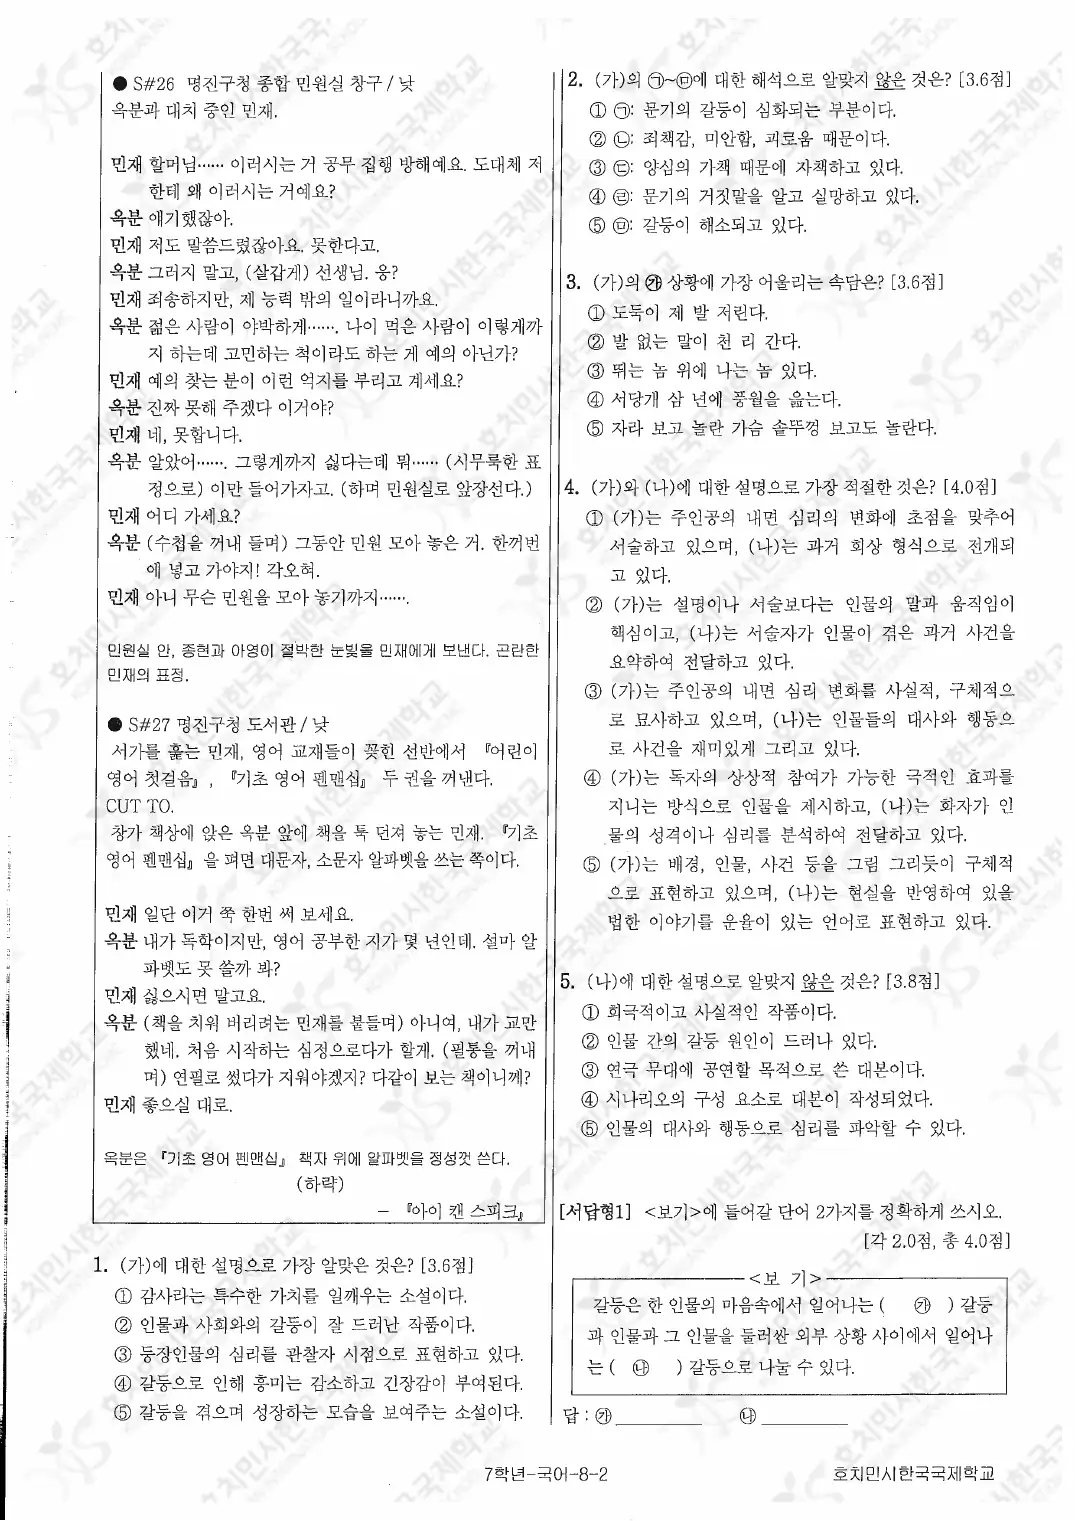 ● S#26 명진구청 종합 민원실 창구 / 낮
옥분과 대치 중인 민재.
민재 할머님…… 이러시는 거 공무 집행 방해예요. 도대체 저
한테 왜 이러시는 거예요?
옥분 얘기했잖아.
민재 저도 말씀드렸잖아요. 못한다고.
옥분 그러지 말고, (살갑게) 선생님. 응?
민재 죄송하지만, 제 능력 밖의 일이라니까요.
옥분 젊은 사람이 야박하게……. 나이 먹은 사람이 이렇게까
지 하는데 고민하는 척이라도 하는 게 예의 아닌가?
민재 예의 찾는 분이 이런 억지를 부리고 계세요?
옥분 진짜 못해 주겠다 이거야?
민재 네, 못합니다.
옥분 알았어……. 그렇게까지 싫다는데 뭐…… (시무룩한 표
정으로) 이만 들어가자고. (하며 민원실로 앞장선다.)
민재 어디 가세요?
옥분 (수첩을 꺼내 들며) 그동안 민원 모아 놓은 거. 한꺼번
에 넣고 가야지! 각오혀.
민재 아니 무슨 민원을 모아 놓기까지…….
민원실 안, 종현과 아영이 절박한 눈빛을 민재에게 보낸다. 곤란한
민재의 표정.
● S#27 명진구청 도서관 / 낮
서가를 훑는 민재, 영어 교재들이 꽂힌 선반에서 『어린이
영어 첫걸음』, 『기초 영어 펜맨십』 두 권을 꺼낸다.
CUT TO.
창가 책상에 앉은 옥분 앞에 책을 툭 던져 놓는 민재. 『기초
영어 펜맨십』을 펴면 대문자, 소문자 알파벳을 쓰는 쪽이다.
민재 일단 이거 쭉 한번 써 보세요.
옥분 내가 독학이지만, 영어 공부한 지가 몇 년인데. 설마 알
파벳도 못 쓸까 봐?
민재 싫으시면 말고요.
옥분 (책을 치워 버리려는 민재를 붙들며) 아니여, 내가 교만
했네. 처음 시작하는 심정으로다가 할게. (필통을 꺼내
며) 연필로 썼다가 지워야겠지? 다같이 보는 책이니께?
민재 좋으실 대로.
옥분은 『기초 영어 펜맨십』 책자 위에 알파벳을 정성껏 쓴다.
(하략)
- 『아이 캔 스피크』
1. (가)에 대한 설명으로 가장 알맞은 것은? [3.6점]
① 감사라는 특수한 가치를 일깨우는 소설이다.
② 인물과 사회와의 갈등이 잘 드러난 작품이다.
③ 등장인물의 심리를 관찰자 시점으로 표현하고 있다.
④ 갈등으로 인해 흥미는 감소하고 긴장감이 부여된다.
⑤ 갈등을 겪으며 성장하는 모습을 보여주는 소설이다.
2. (가)의 ㉠~㉤에 대한 해석으로 알맞지 않은 것은? [3.6점]
① ㉠: 문기의 갈등이 심화되는 부분이다.
② ㉡: 죄책감, 미안함, 괴로움 때문이다.
③ ㉢: 양심의 가책 때문에 자책하고 있다.
④ ㉣: 문기의 거짓말을 알고 실망하고 있다.
⑤ ㉤: 갈등이 해소되고 있다.
3. (가)의 ㉮ 상황에 가장 어울리는 속담은? [3.6점]
① 도둑이 제 발 저린다.
② 발 없는 말이 천 리 간다.
③ 뛰는 놈 위에 나는 놈 있다.
④ 서당개 삼 년에 풍월을 읊는다.
⑤ 자라 보고 놀란 가슴 솥뚜껑 보고도 놀란다.
4. (가)와 (나)에 대한 설명으로 가장 적절한 것은? [4.0점]
① (가)는 주인공의 내면 심리의 변화에 초점을 맞추어
서술하고 있으며, (나)는 과거 회상 형식으로 전개되
고 있다.
② (가)는 설명이나 서술보다는 인물의 말과 움직임이
핵심이고, (나)는 서술자가 인물이 겪은 과거 사건을
요약하여 전달하고 있다.
③ (가)는 주인공의 내면 심리 변화를 사실적, 구체적으
로 묘사하고 있으며, (나)는 인물들의 대사와 행동으
로 사건을 재미있게 그리고 있다.
④ (가)는 독자의 상상적 참여가 가능한 극적인 효과를
지니는 방식으로 인물을 제시하고, (나)는 화자가 인
물의 성격이나 심리를 분석하여 전달하고 있다.
⑤ (가)는 배경, 인물, 사건 등을 그림 그리듯이 구체적
으로 표현하고 있으며, (나)는 현실을 반영하여 있을
법한 이야기를 운율이 있는 언어로 표현하고 있다.
5. (나)에 대한 설명으로 알맞지 않은 것은? [3.8점]
① 희극적이고 사실적인 작품이다.
② 인물 간의 갈등 원인이 드러나 있다.
③ 연극 무대에 공연할 목적으로 쓴 대본이다.
④ 시나리오의 구성 요소로 대본이 작성되었다.
⑤ 인물의 대사와 행동으로 심리를 파악할 수 있다.
[서답형1] <보기>에 들어갈 단어 2가지를 정확하게 쓰시오.
[각 2.0점, 총 4.0점]
<보 기>
갈등은 한 인물의 마음속에서 일어나는 ( ㉮ ) 갈등
과 인물과 그 인물을 둘러싼 외부 상황 사이에서 일어나
는 ( ㉯ ) 갈등으로 나눌 수 있다.
답 : ㉮ ________ ㉯ ________
7학년-국어-8-2
호치민시한국국제학교